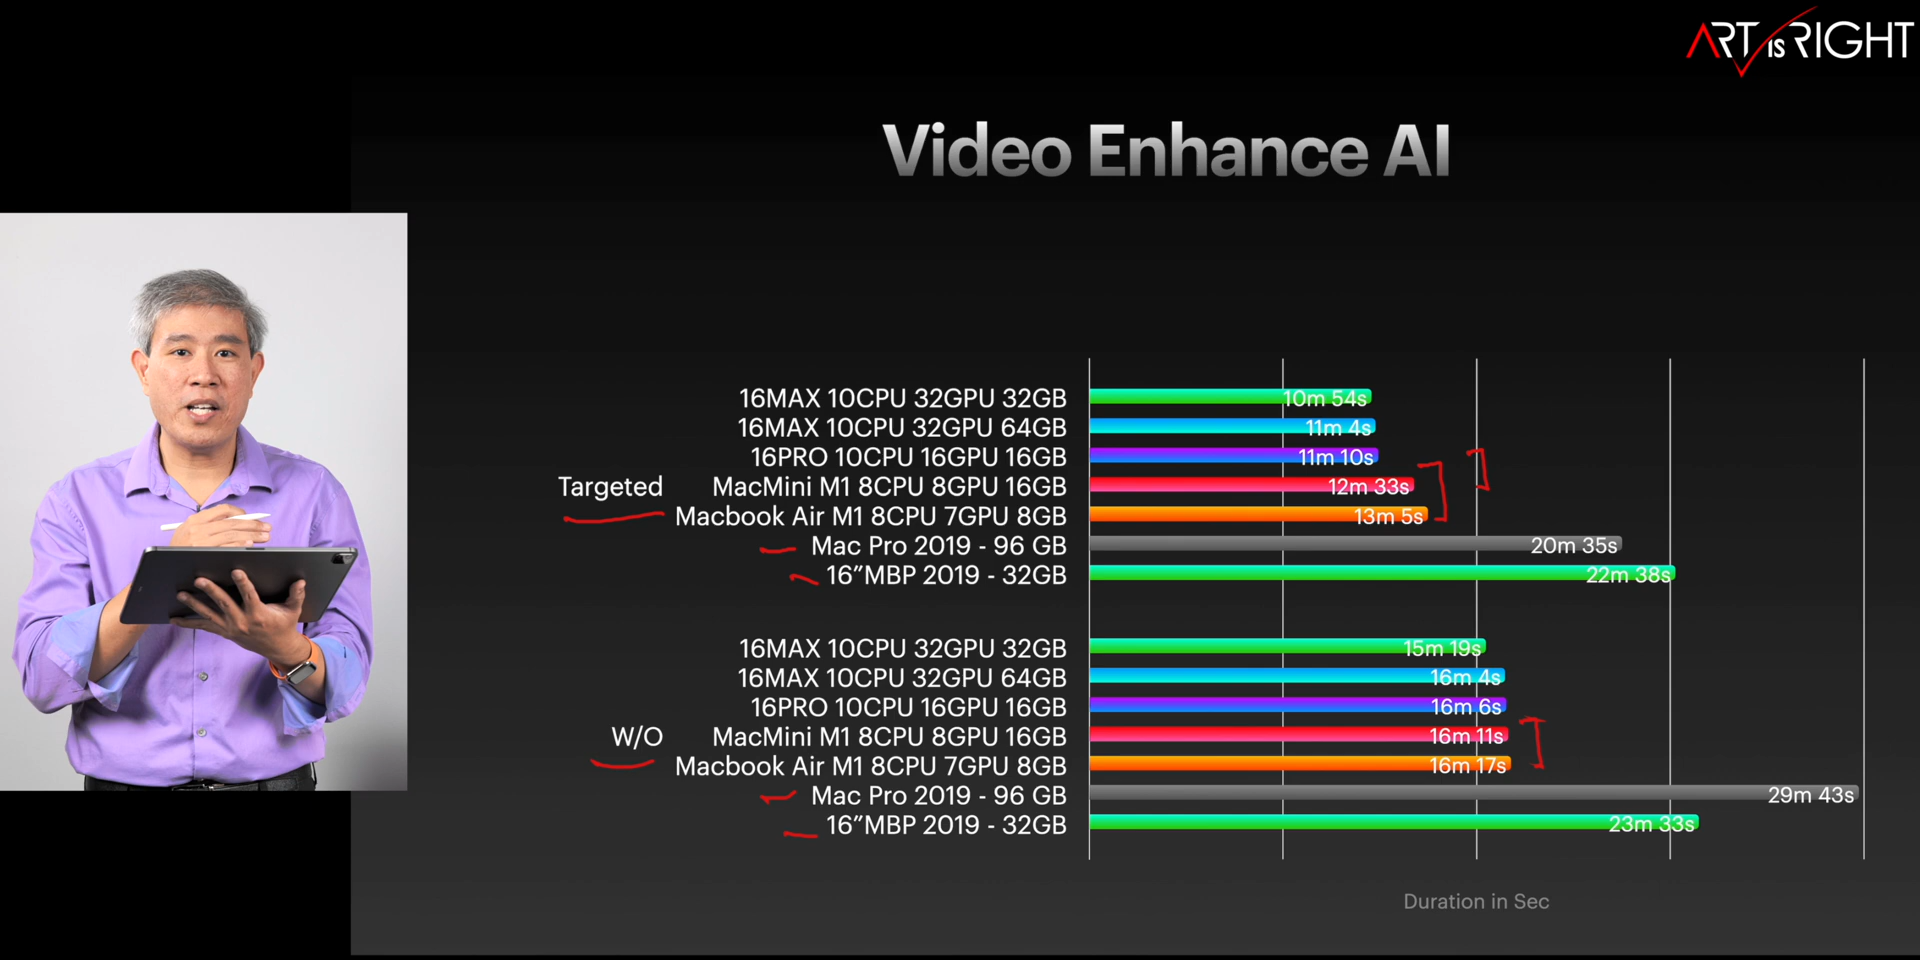 ART IS RIGHT
Video Enhance AI
16MAX 10CPU 32GPU 32GB 10m 54s
16MAX 10CPU 32GPU 64GB 11m 4s
16PRO 10CPU 16GPU 16GB 11m 10s
Targeted MacMini M1 8CPU 8GPU 16GB 12m 33s
Macbook Air M1 8CPU 7GPU 8GB 13m 5s
Mac Pro 2019 - 96 GB 20m 35s
16”MBP 2019 - 32GB 22m 38s
16MAX 10CPU 32GPU 32GB 15m 19s
16MAX 10CPU 32GPU 64GB 16m 4s
16PRO 10CPU 16GPU 16GB 16m 6s
W/O MacMini M1 8CPU 8GPU 16GB 16m 11s
Macbook Air M1 8CPU 7GPU 8GB 16m 17s
Mac Pro 2019 - 96 GB 29m 43s
16”MBP 2019 - 32GB 23m 33s
Duration in Sec